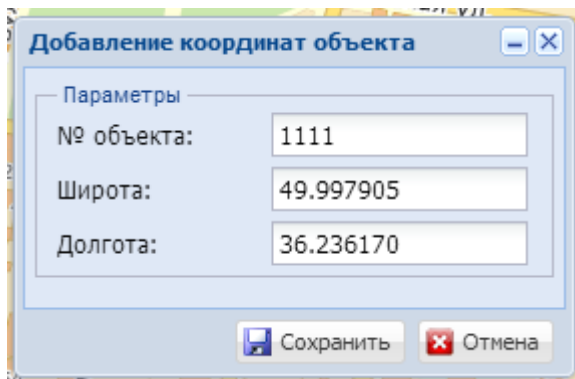 Добавление координат объекта
Параметры
№ объекта: 1111
Широта: 49.997905
Долгота: 36.236170
Сохранить Отмена